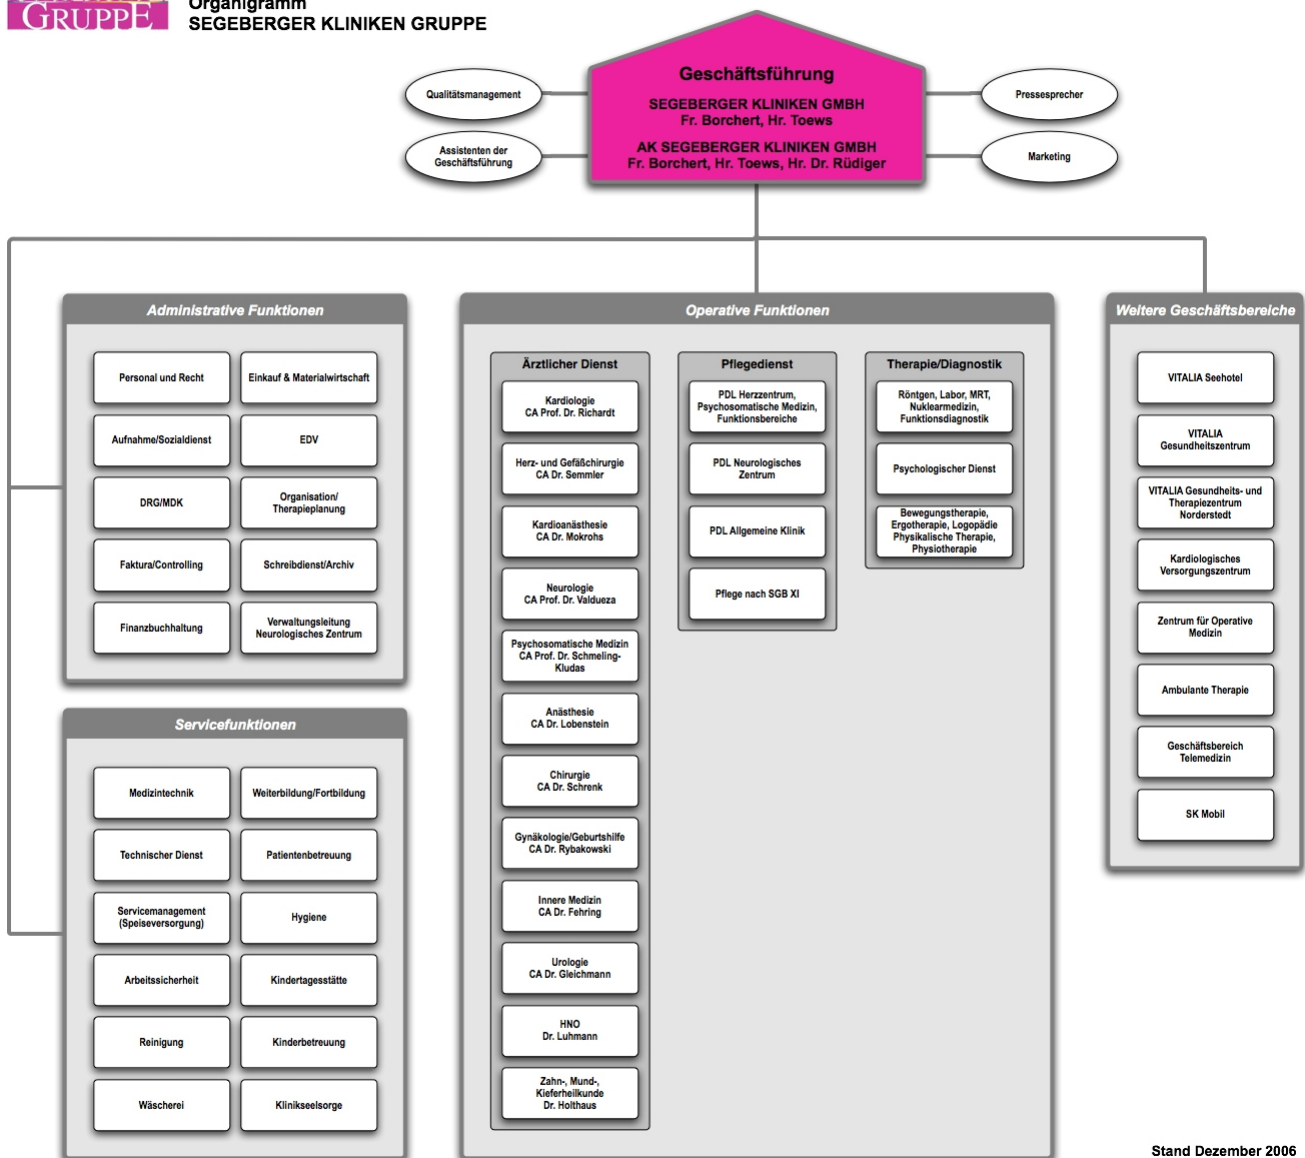 GRUPPE
Organigramm
SEGEBERGER KLINIKEN GRUPPE
Geschäftsführung
SEGEBERGER KLINIKEN GMBH
Fr. Borchert, Hr. Toews
AK SEGEBERGER KLINIKEN GMBH
Fr. Borchert, Hr. Toews, Hr. Dr. Rüdiger
Qualitätsmanagement
Assistenten der
Geschäftsführung
Pressesprecher
Marketing
Administrative Funktionen
Personal und Recht
Einkauf & Materialwirtschaft
Aufnahme/Sozialdienst
EDV
DRG/MDK
Organisation/
Therapieplanung
Faktura/Controlling
Schreibdienst/Archiv
Finanzbuchhaltung
Verwaltungsleitung
Neurologisches Zentrum
Servicefunktionen
Medizintechnik
Weiterbildung/Fortbildung
Technischer Dienst
Patientenbetreuung
Servicemanagement
(Speiseversorgung)
Hygiene
Arbeitssicherheit
Kindertagesstätte
Reinigung
Kinderbetreuung
Wäscherei
Klinikseelsorge
Operative Funktionen
Ärztlicher Dienst
Kardiologie
CA Prof. Dr. Richardt
Herz- und Gefäßchirurgie
CA Dr. Semmler
Kardioanästhesie
CA Dr. Mokrohs
Neurologie
CA Prof. Dr. Valdueza
Psychosomatische Medizin
CA Prof. Dr. Schmeling-
Kludas
Anästhesie
CA Dr. Lobenstein
Chirurgie
CA Dr. Schrenk
Gynäkologie/Geburtshilfe
CA Dr. Rybakowski
Innere Medizin
CA Dr. Fehring
Urologie
CA Dr. Gleichmann
HNO
Dr. Luhmann
Zahn-, Mund-,
Kieferheilkunde
Dr. Holthaus
Pflegedienst
PDL Herzzentrum,
Psychosomatische Medizin,
Funktionsbereiche
PDL Neurologisches
Zentrum
PDL Allgemeine Klinik
Pflege nach SGB XI
Therapie/Diagnostik
Röntgen, Labor, MRT,
Nuklearmedizin,
Funktionsdiagnostik
Psychologischer Dienst
Bewegungstherapie,
Ergotherapie, Logopädie
Physikalische Therapie,
Physiotherapie
Weitere Geschäftsbereiche
VITALIA Seehotel
VITALIA
Gesundheitszentrum
VITALIA Gesundheits- und
Therapiezentrum
Norderstedt
Kardiologisches
Versorgungszentrum
Zentrum für Operative
Medizin
Ambulante Therapie
Geschäftsbereich
Telemedizin
SK Mobil
Stand Dezember 2006